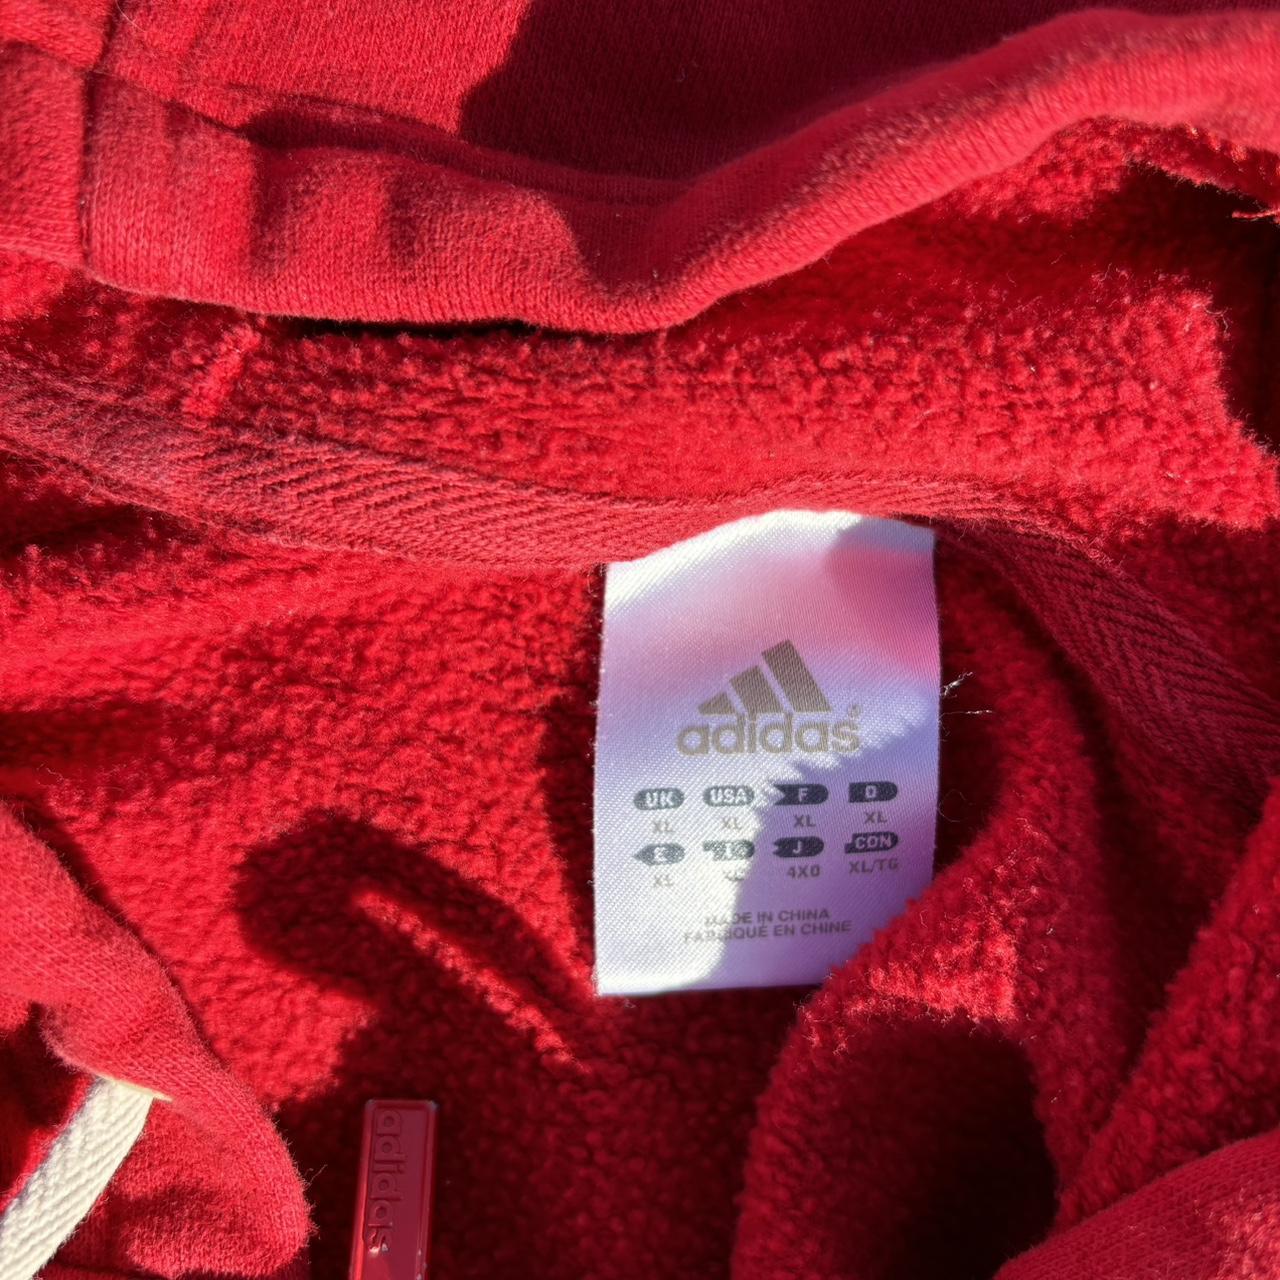 adidas®
UK USA F D
XL XL XL XL
E J CON
XL 4XO XL/TG
MADE IN CHINA
FABRIQUÉ EN CHINE
adidas